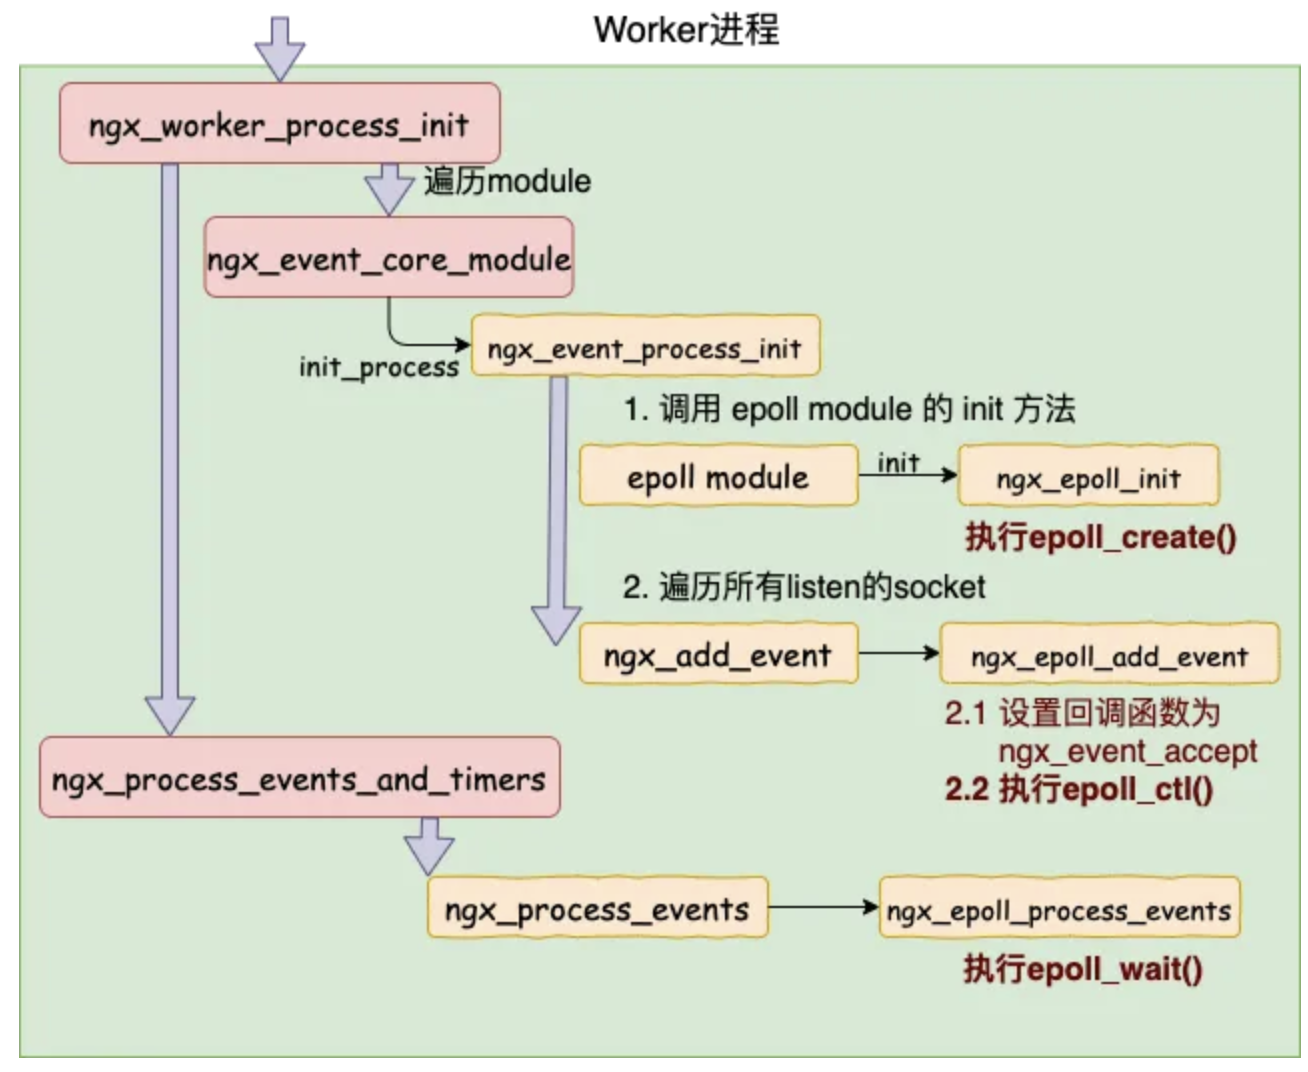 Worker进程
ngx_worker_process_init
遍历module
ngx_event_core_module
init_process
ngx_event_process_init
1. 调用 epoll module 的 init 方法
epoll module
init
ngx_epoll_init
执行epoll_create()
2. 遍历所有listen的socket
ngx_add_event
ngx_epoll_add_event
2.1 设置回调函数为
ngx_event_accept
2.2 执行epoll_ctl()
ngx_process_events_and_timers
ngx_process_events
ngx_epoll_process_events
执行epoll_wait()